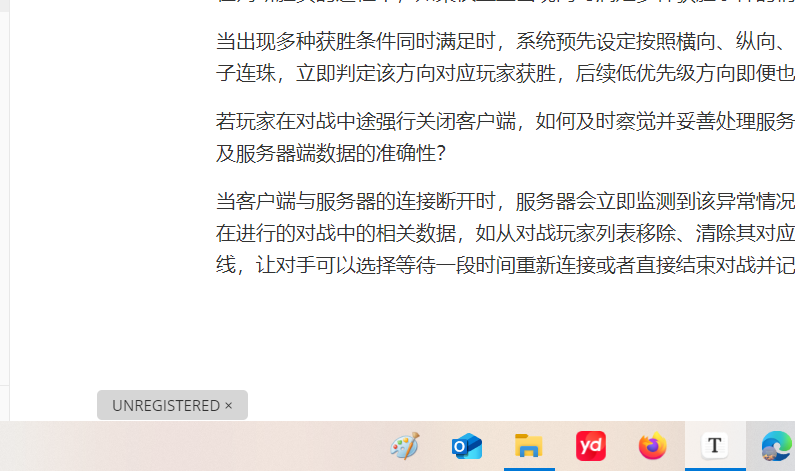 当出现多种获胜条件同时满足时，系统预先设定按照横向、纵向、
子连珠，立即判定该方向对应玩家获胜，后续低优先级方向即便也
若玩家在对战中途强行关闭客户端，如何及时察觉并妥善处理服务
及服务器端数据的准确性？
当客户端与服务器的连接断开时，服务器会立即监测到该异常情况
在进行的对战中的相关数据，如从对战玩家列表移除、清除其对应
线，让对手可以选择等待一段时间重新连接或者直接结束对战并记
UNREGISTERED ×
yd
T